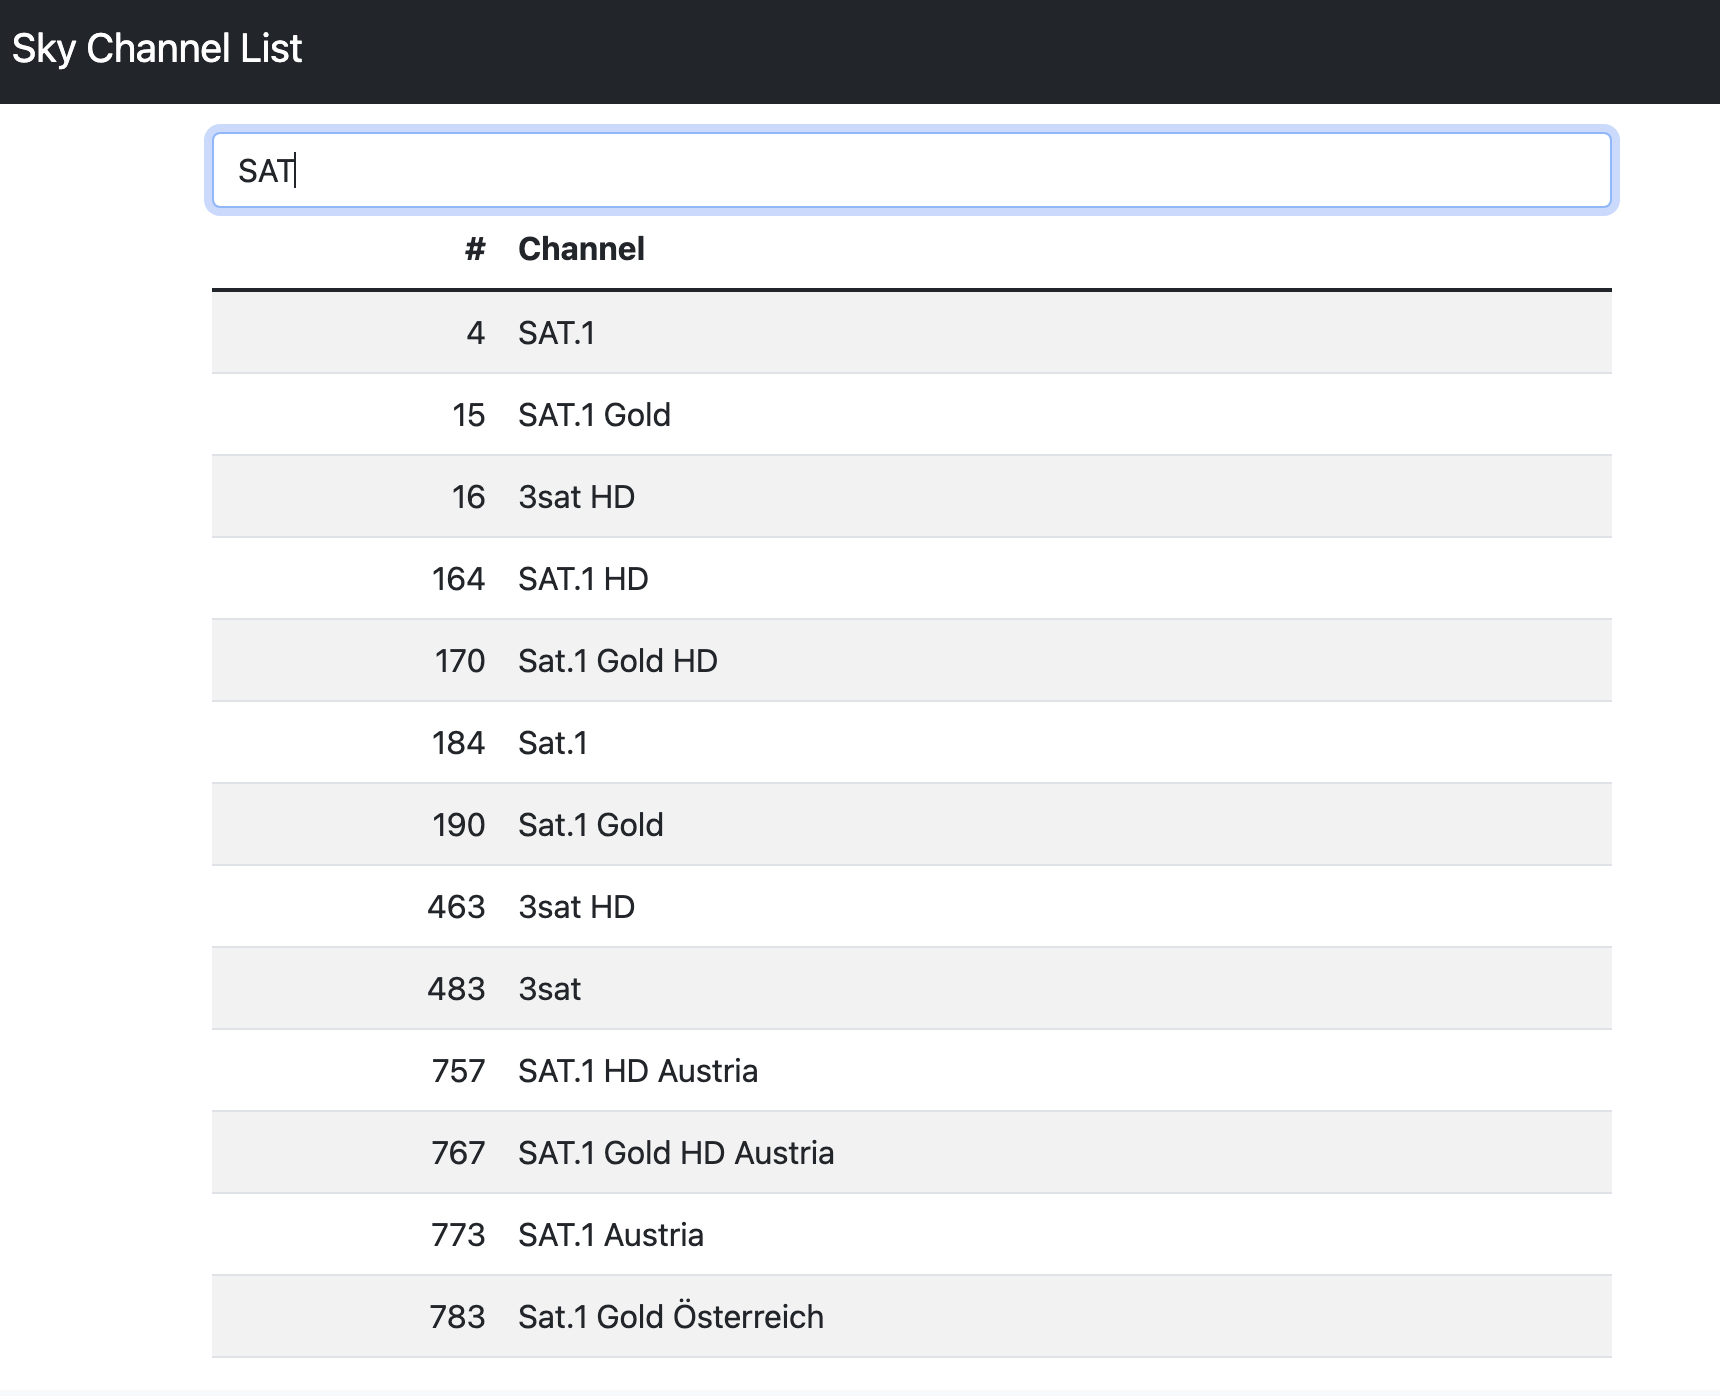 Sky Channel List
SAT
# Channel
4 SAT.1
15 SAT.1 Gold
16 3sat HD
164 SAT.1 HD
170 Sat.1 Gold HD
184 Sat.1
190 Sat.1 Gold
463 3sat HD
483 3sat
757 SAT.1 HD Austria
767 SAT.1 Gold HD Austria
773 SAT.1 Austria
783 Sat.1 Gold Österreich